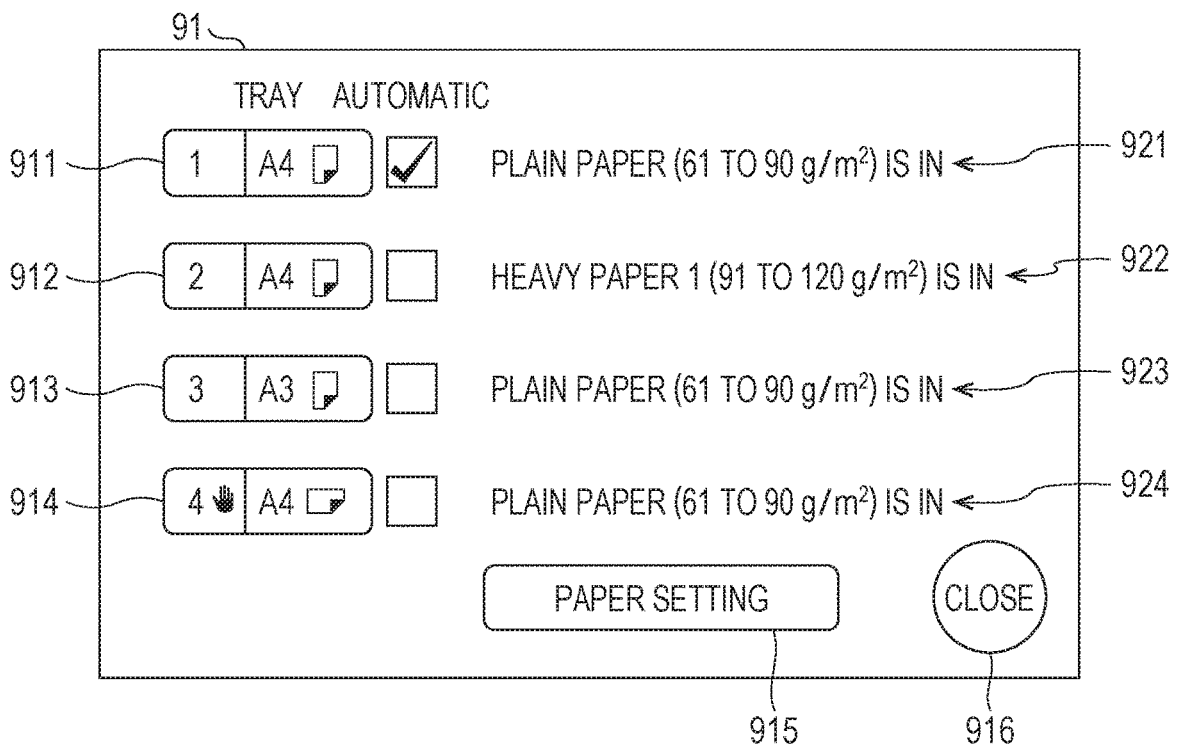 91
TRAY AUTOMATIC
911 1 A4 PLAIN PAPER (61 TO 90 g/m²) IS IN 921
912 2 A4 HEAVY PAPER 1 (91 TO 120 g/m²) IS IN 922
913 3 A3 PLAIN PAPER (61 TO 90 g/m²) IS IN 923
914 4 A4 PLAIN PAPER (61 TO 90 g/m²) IS IN 924
PAPER SETTING CLOSE
915 916